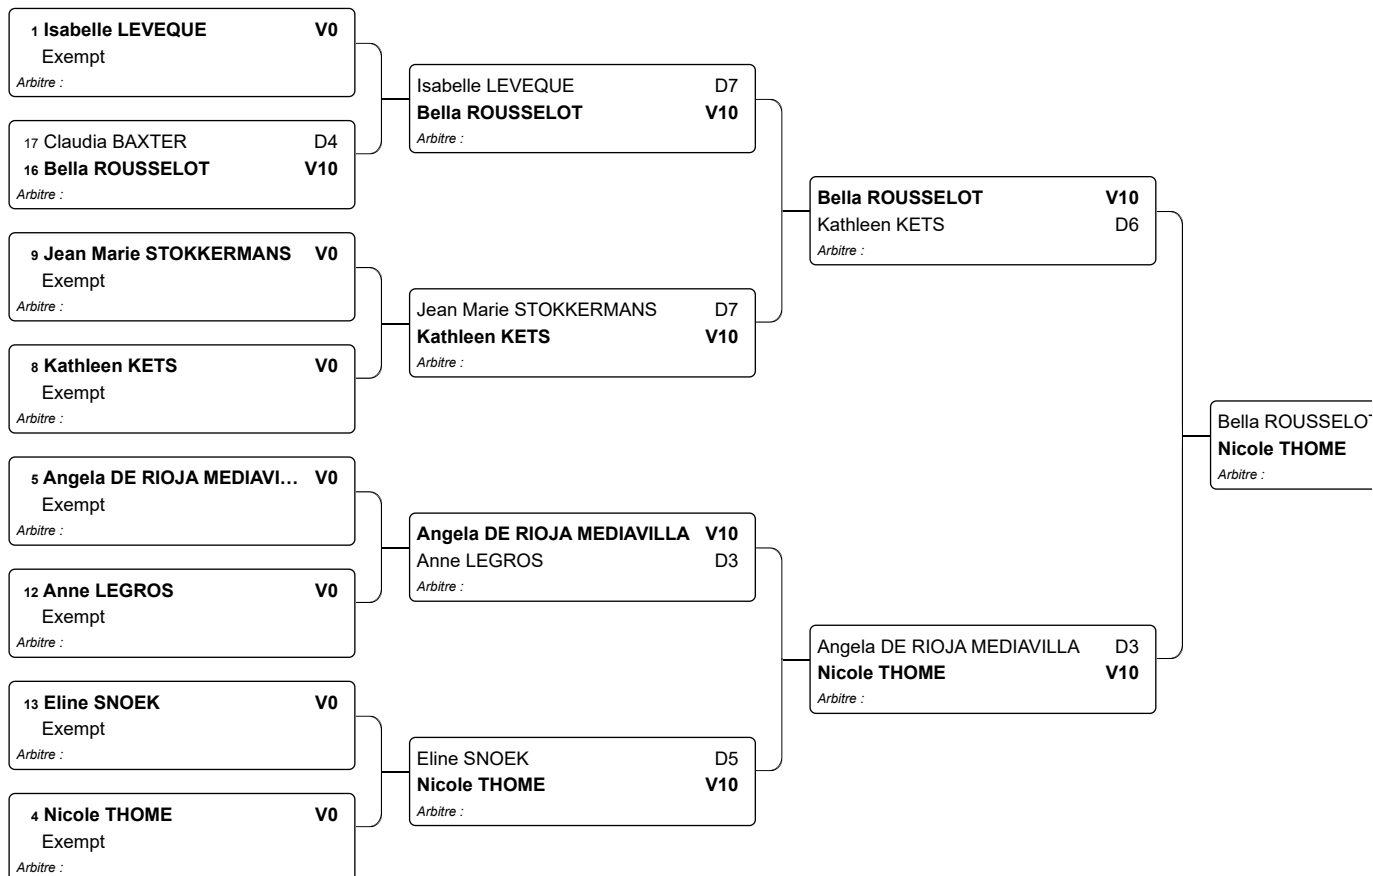 1 Isabelle LEVEQUE V0
Exempt
Arbitre :
17 Claudia BAXTER D4
16 Bella ROUSSELOT V10
Arbitre :
9 Jean Marie STOKKERMANS V0
Exempt
Arbitre :
8 Kathleen KETS V0
Exempt
Arbitre :
5 Angela DE RIOJA MEDIAVI... V0
Exempt
Arbitre :
12 Anne LEGROS V0
Exempt
Arbitre :
13 Eline SNOEK V0
Exempt
Arbitre :
4 Nicole THOME V0
Exempt
Arbitre :
Isabelle LEVEQUE D7
Bella ROUSSELOT V10
Arbitre :
Jean Marie STOKKERMANS D7
Kathleen KETS V10
Arbitre :
Angela DE RIOJA MEDIAVILLA V10
Anne LEGROS D3
Arbitre :
Eline SNOEK D5
Nicole THOME V10
Arbitre :
Bella ROUSSELOT V10
Kathleen KETS D6
Arbitre :
Angela DE RIOJA MEDIAVILLA D3
Nicole THOME V10
Arbitre :
Bella ROUSSELOT
Nicole THOME
Arbitre :